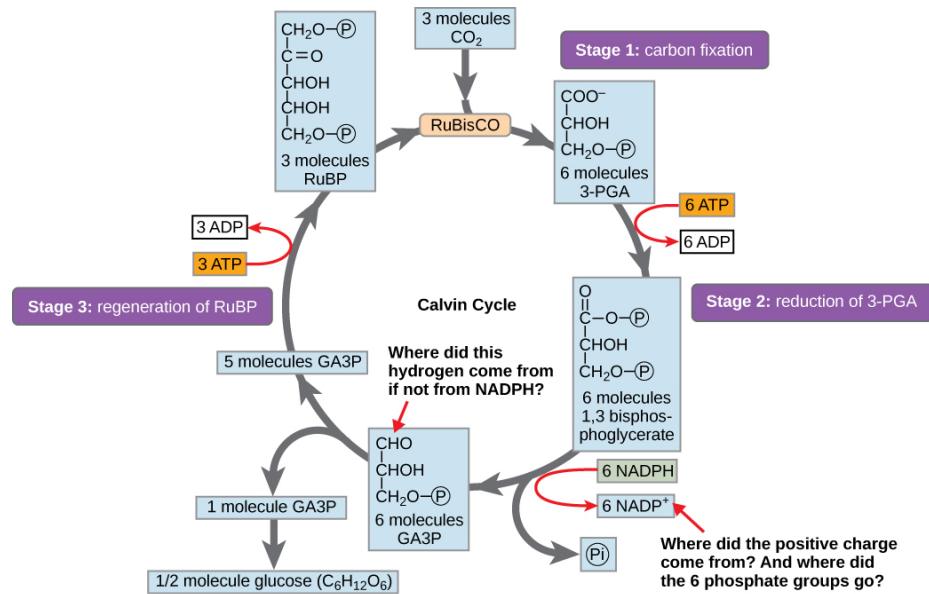 3 molecules
CO₂
Stage 1: carbon fixation
CH₂O–Ⓟ
C=O
CHOH
CHOH
CH₂O–Ⓟ
3 molecules
RuBP
RuBisCO
COO⁻
CHOH
CH₂O–Ⓟ
6 molecules
3-PGA
6 ATP
6 ADP
3 ADP
3 ATP
Stage 3: regeneration of RuBP
Calvin Cycle
Stage 2: reduction of 3-PGA
O
C–O–Ⓟ
CHOH
CH₂O–Ⓟ
6 molecules
1,3 bisphos-
phoglycerate
5 molecules GA3P
Where did this
hydrogen come from
if not from NADPH?
CHO
CHOH
CH₂O–Ⓟ
6 molecules
GA3P
6 NADPH
6 NADP⁺
Pi
Where did the positive charge
come from? And where did
the 6 phosphate groups go?
1 molecule GA3P
1/2 molecule glucose (C₆H₁₂O₆)